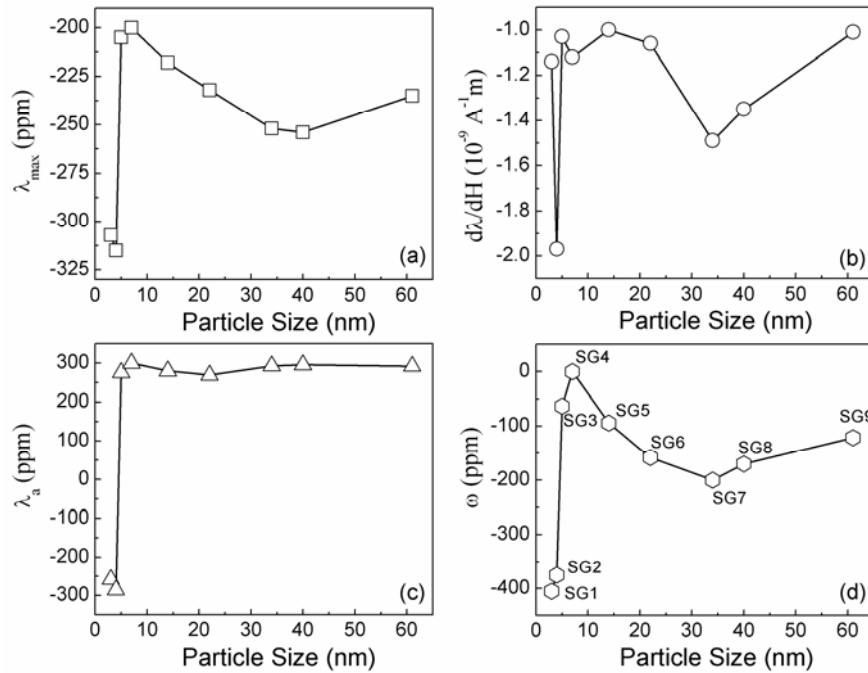 -200
-225
-250
-275
-300
-325
λmax (ppm)
(a)
0 10 20 30 40 50 60
Particle Size (nm)
-1.0
-1.2
-1.4
-1.6
-1.8
-2.0
dλ/dH (10⁻⁹ A⁻¹m)
(b)
0 10 20 30 40 50 60
Particle Size (nm)
300
200
100
0
-100
-200
-300
λa (ppm)
(c)
0 10 20 30 40 50 60
Particle Size (nm)
0
-100
-200
-300
-400
ω (ppm)
SG4
SG3
SG5
SG6
SG9
SG8
SG7
SG2
SG1
(d)
0 10 20 30 40 50 60
Particle Size (nm)